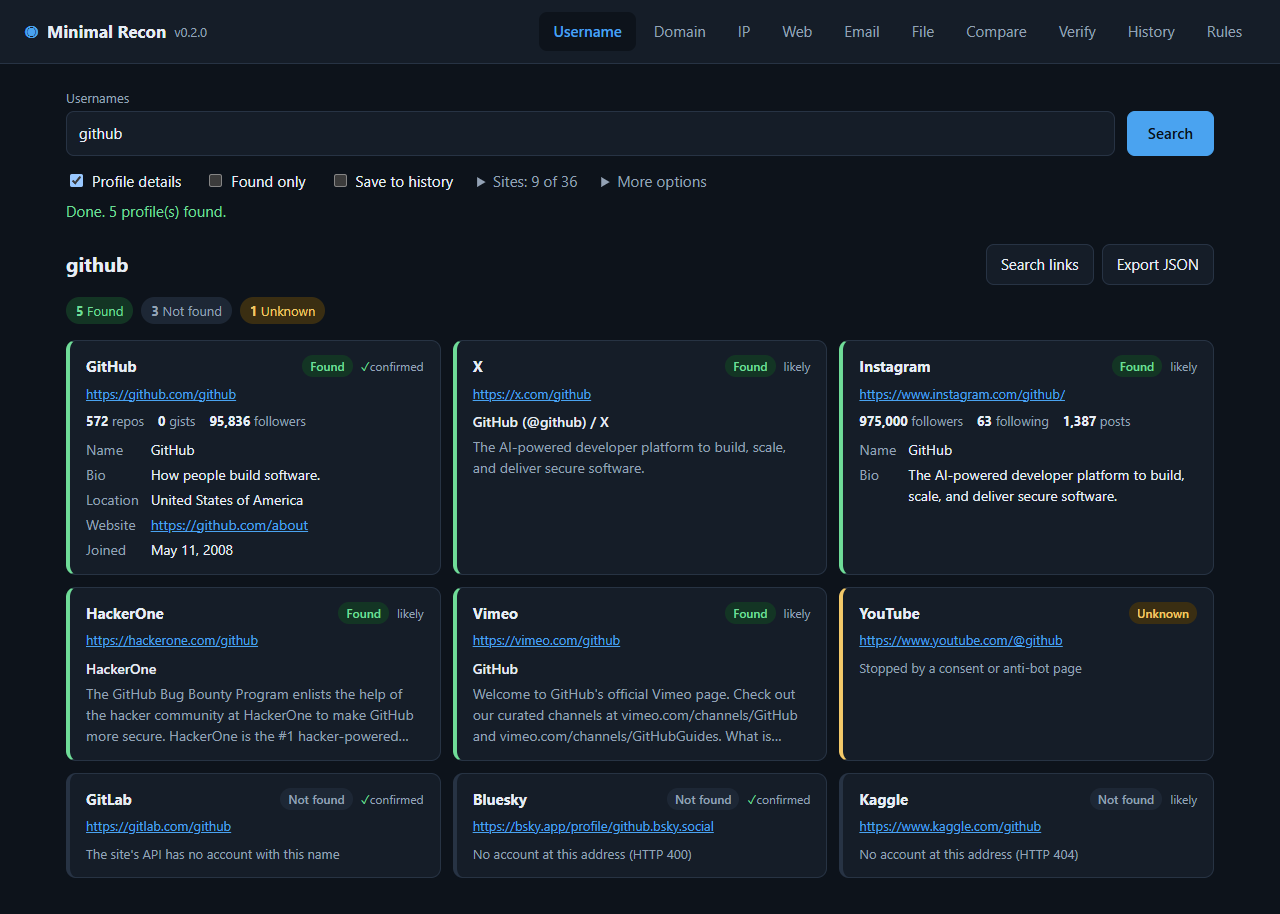 Minimal Recon v0.2.0
Username Domain IP Web Email File Compare Verify History Rules
Usernames
github
Search
Profile details Found only Save to history Sites: 9 of 36 More options
Done. 5 profile(s) found.
github
Search links Export JSON
5 Found 3 Not found 1 Unknown
GitHub Found ✓confirmed
https://github.com/github
572 repos 0 gists 95,836 followers
Name GitHub
Bio How people build software.
Location United States of America
Website https://github.com/about
Joined May 11, 2008
X Found likely
https://x.com/github
GitHub (@github) / X
The AI-powered developer platform to build, scale,
and deliver secure software.
Instagram Found likely
https://www.instagram.com/github/
975,000 followers 63 following 1,387 posts
Name GitHub
Bio The AI-powered developer platform to build,
scale, and deliver secure software.
HackerOne Found likely
https://hackerone.com/github
HackerOne
The GitHub Bug Bounty Program enlists the help of
the hacker community at HackerOne to make GitHub
more secure. HackerOne is the #1 hacker-powered...
Vimeo Found likely
https://vimeo.com/github
GitHub
Welcome to GitHub's official Vimeo page. Check out
our curated channels at vimeo.com/channels/GitHub
and vimeo.com/channels/GitHubGuides. What is...
YouTube Unknown
https://www.youtube.com/@github
Stopped by a consent or anti-bot page
GitLab Not found ✓confirmed
https://gitlab.com/github
The site's API has no account with this name
Bluesky Not found ✓confirmed
https://bsky.app/profile/github.bsky.social
No account at this address (HTTP 400)
Kaggle Not found likely
https://www.kaggle.com/github
No account at this address (HTTP 404)